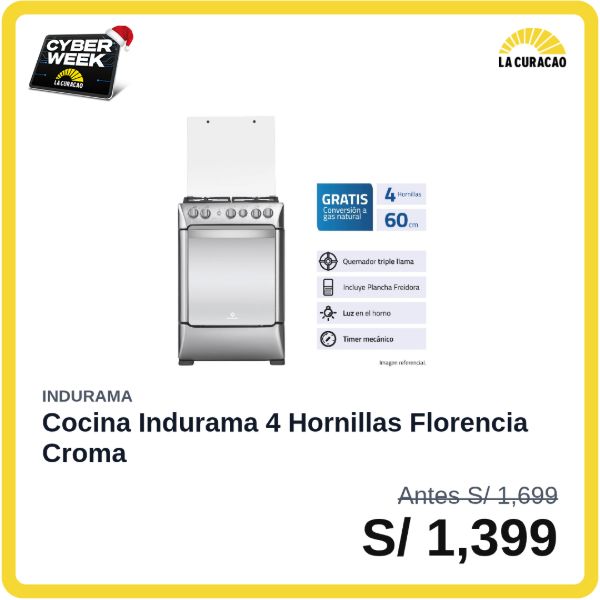 CYBER
WEEK
LA CURACAO
LA CURACAO
GRATIS
Conversión a
gas natural
4 Hornillas
60 cm
Quemador triple llama
Incluye Plancha Freidora
Luz en el horno
Timer mecánico
Imagen referencial.
INDURAMA
Cocina Indurama 4 Hornillas Florencia
Croma
Antes S/ 1,699
S/ 1,399